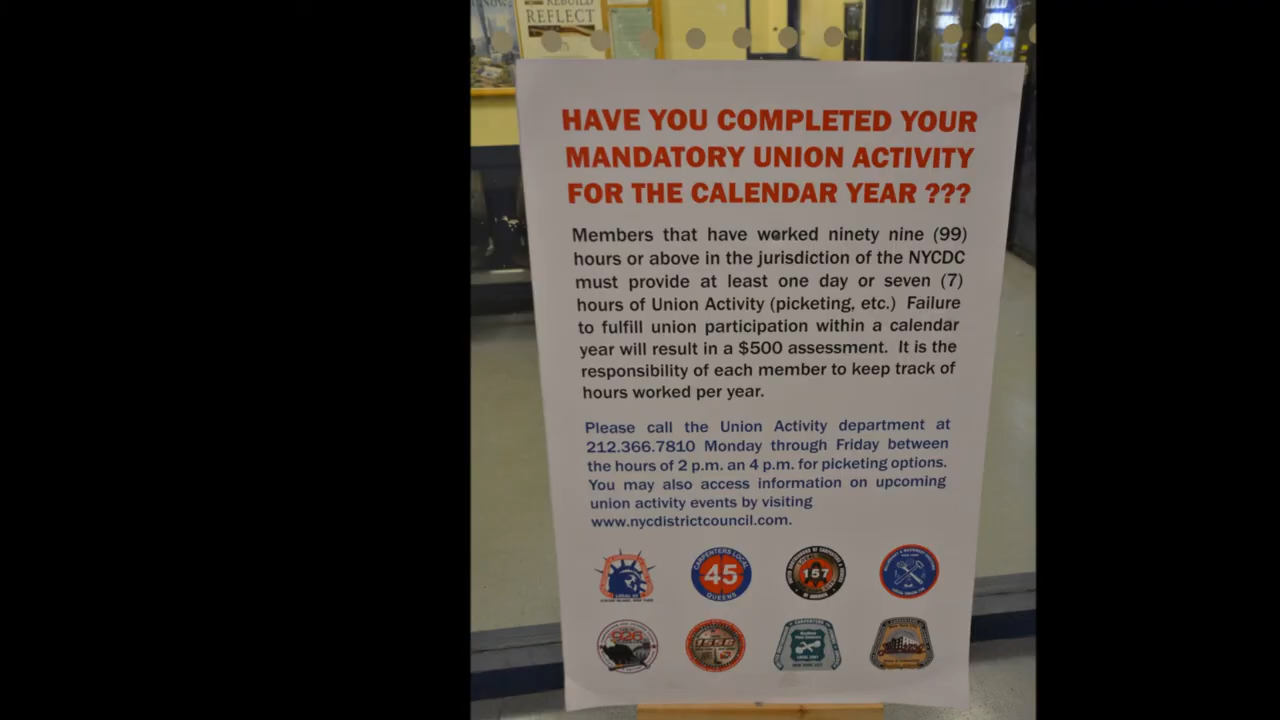 REBUILD
REFLECT
HAVE YOU COMPLETED YOUR
MANDATORY UNION ACTIVITY
FOR THE CALENDAR YEAR ???
Members that have worked ninety nine (99)
hours or above in the jurisdiction of the NYCDC
must provide at least one day or seven (7)
hours of Union Activity (picketing, etc.) Failure
to fulfill union participation within a calendar
year will result in a $500 assessment. It is the
responsibility of each member to keep track of
hours worked per year.
Please call the Union Activity department at
212.366.7810 Monday through Friday between
the hours of 2 p.m. an 4 p.m. for picketing options.
You may also access information on upcoming
union activity events by visiting
www.nycdistrictcouncil.com.
CARPENTERS LOCAL
45
QUEENS
157
926
1556